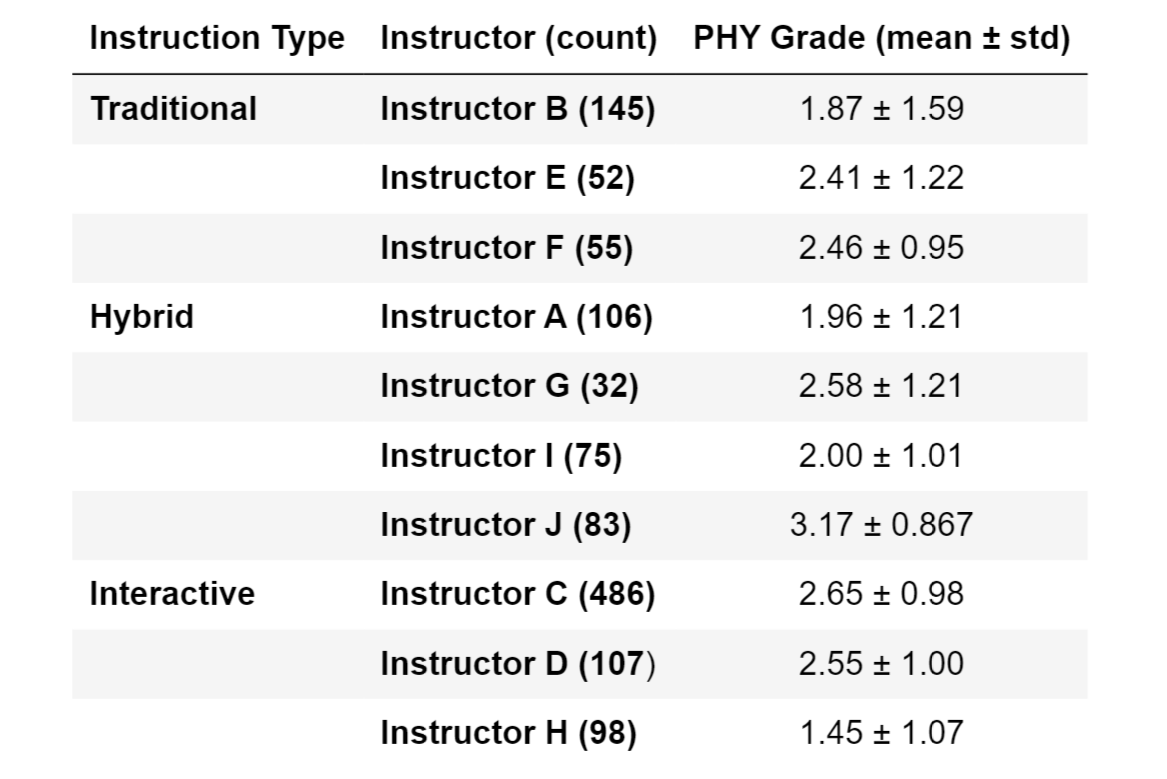 Instruction Type Instructor (count) PHY Grade (mean ± std)
Traditional Instructor B (145) 1.87 ± 1.59
Instructor E (52) 2.41 ± 1.22
Instructor F (55) 2.46 ± 0.95
Hybrid Instructor A (106) 1.96 ± 1.21
Instructor G (32) 2.58 ± 1.21
Instructor I (75) 2.00 ± 1.01
Instructor J (83) 3.17 ± 0.867
Interactive Instructor C (486) 2.65 ± 0.98
Instructor D (107) 2.55 ± 1.00
Instructor H (98) 1.45 ± 1.07